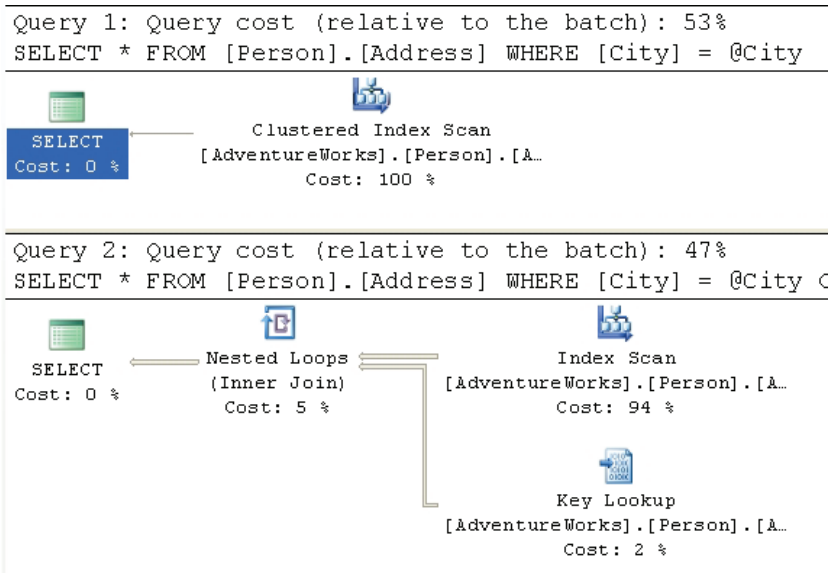 Query 1: Query cost (relative to the batch): 53%
SELECT * FROM [Person].[Address] WHERE [City] = @City
SELECT
Cost: 0 %
Clustered Index Scan
[AdventureWorks].[Person].[A…
Cost: 100 %
Query 2: Query cost (relative to the batch): 47%
SELECT * FROM [Person].[Address] WHERE [City] = @City
SELECT
Cost: 0 %
Nested Loops
(Inner Join)
Cost: 5 %
Index Scan
[AdventureWorks].[Person].[A…
Cost: 94 %
Key Lookup
[AdventureWorks].[Person].[A…
Cost: 2 %